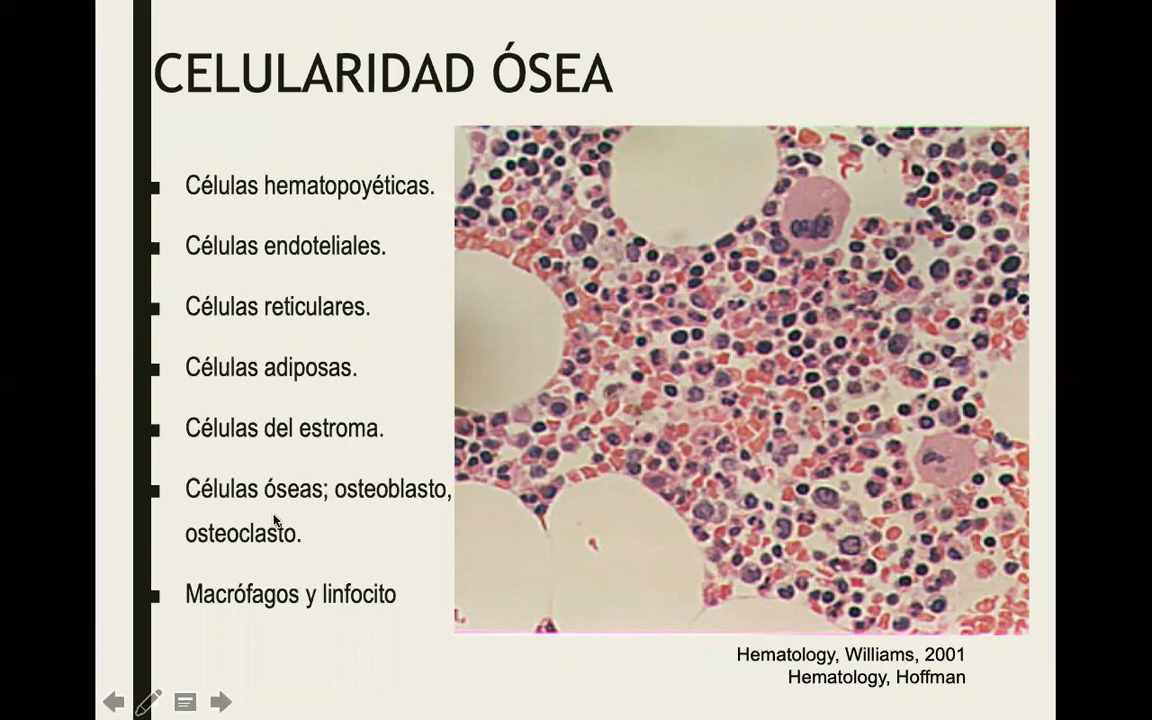 CELULARIDAD ÓSEA
Células hematopoyéticas.
Células endoteliales.
Células reticulares.
Células adiposas.
Células del estroma.
Células óseas; osteoblasto,
osteoclasto.
Macrófagos y linfocito
Hematology, Williams, 2001
Hematology, Hoffman